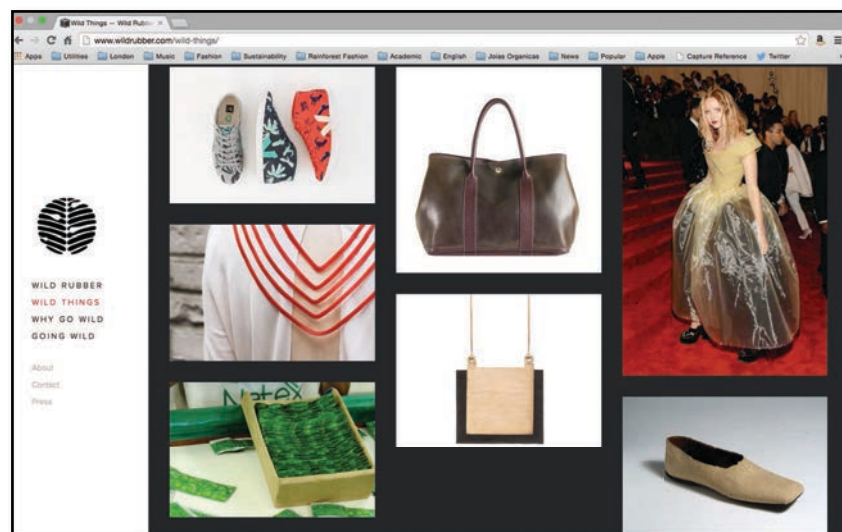 Wild Things — Wild Rubb
www.wildrubber.com/wild-things/
Apps Utilities London Music Fashion Sustainability Rainforest Fashion Academic English Joias Organicas News Popular Apple Capture Reference Twitter
WILD RUBBER
WILD THINGS
WHY GO WILD
GOING WILD
About
Contact
Press
Natex